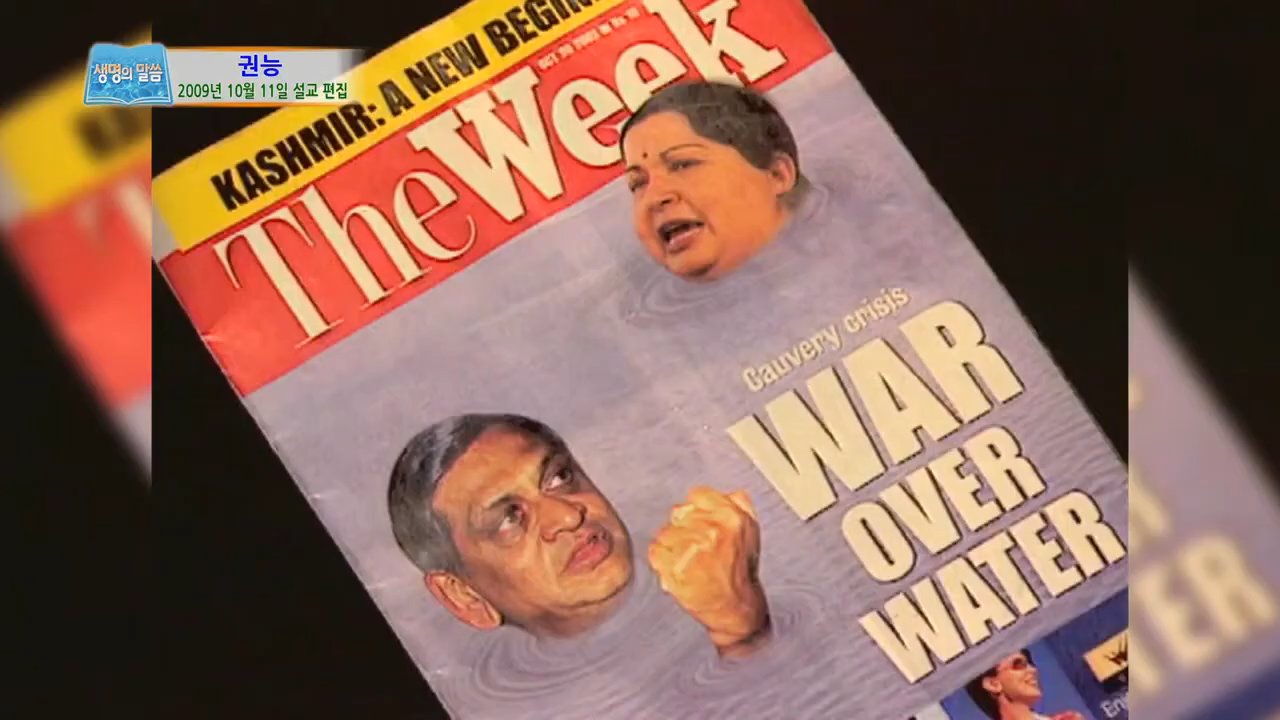 생명의 말씀
권능
2009년 10월 11일 설교 편집
KASHMIR: A NEW BEGIN
The Week
Cauvery crisis
WAR
OVER
WATER